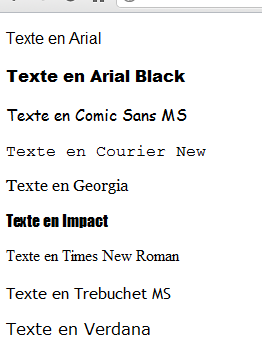 Texte en Arial
Texte en Arial Black
Texte en Comic Sans MS
Texte en Courier New
Texte en Georgia
Texte en Impact
Texte en Times New Roman
Texte en Trebuchet MS
Texte en Verdana